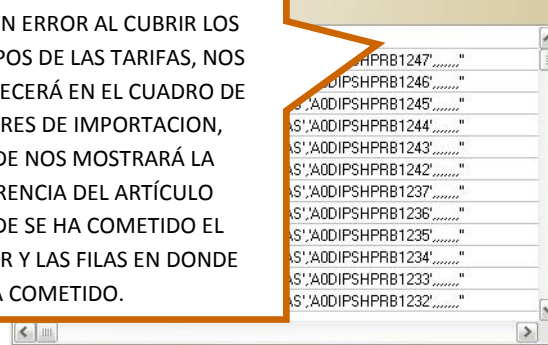 N ERROR AL CUBRIR LOS
POS DE LAS TARIFAS, NOS
ECERÁ EN EL CUADRO DE
RES DE IMPORTACION,
DE NOS MOSTRARÁ LA
RENCIA DEL ARTÍCULO
DE SE HA COMETIDO EL
R Y LAS FILAS EN DONDE
A COMETIDO.
SHPRB1247',,,,,,,"
'A0DIPSHPRB1246',,,,,,,"
S','A0DIPSHPRB1245',,,,,,,"
AS','A0DIPSHPRB1244',,,,,,,"
AS','A0DIPSHPRB1243',,,,,,,"
AS','A0DIPSHPRB1242',,,,,,,"
AS','A0DIPSHPRB1237',,,,,,,"
AS','A0DIPSHPRB1236',,,,,,,"
AS','A0DIPSHPRB1235',,,,,,,"
AS','A0DIPSHPRB1234',,,,,,,"
AS','A0DIPSHPRB1233',,,,,,,"
AS','A0DIPSHPRB1232',,,,,,,"